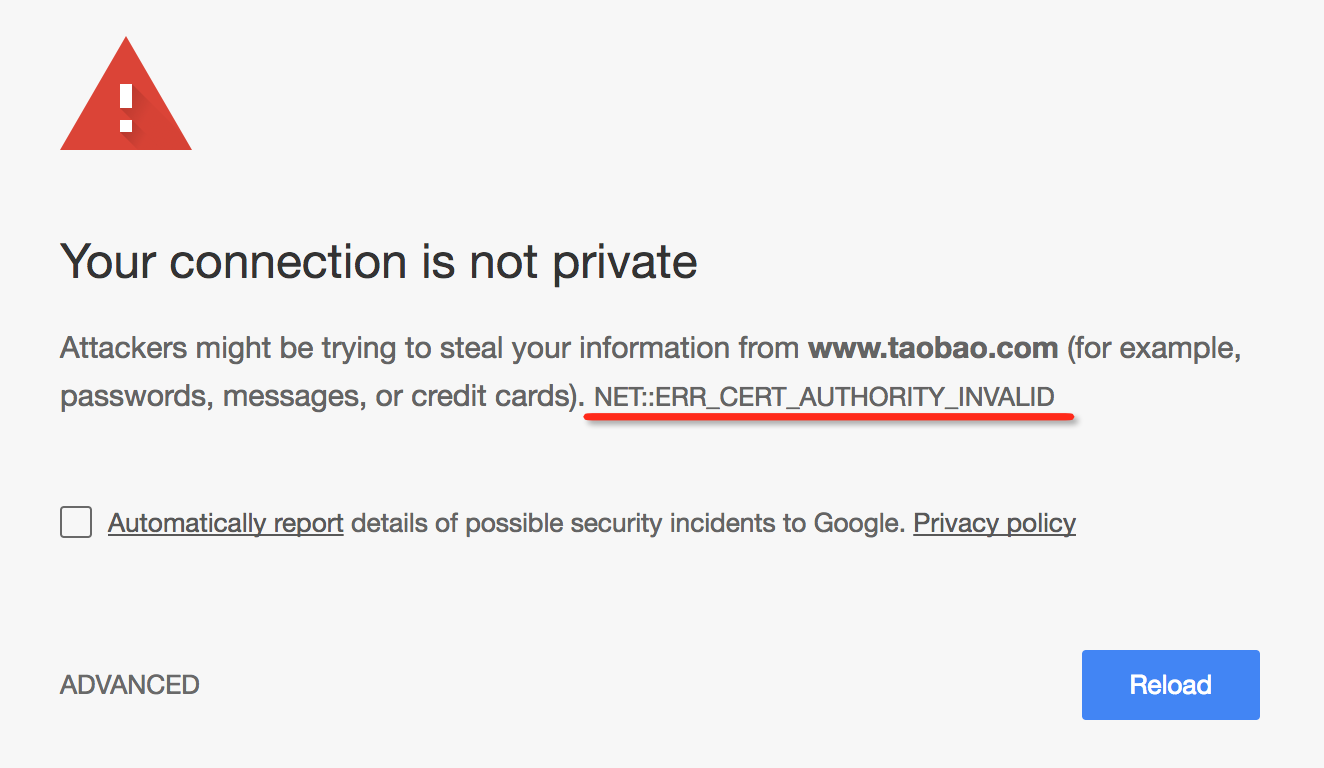 Your connection is not private
Attackers might be trying to steal your information from www.taobao.com (for example,
passwords, messages, or credit cards). NET::ERR_CERT_AUTHORITY_INVALID
Automatically report details of possible security incidents to Google. Privacy policy
ADVANCED
Reload